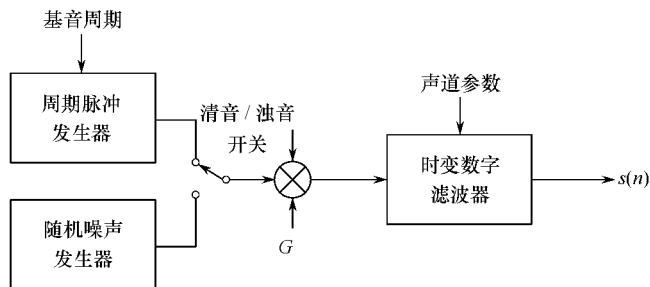 基音周期
周期脉冲
发生器
清音 / 浊音
开关
声道参数
时变数字
滤波器
s(n)
随机噪声
发生器
G